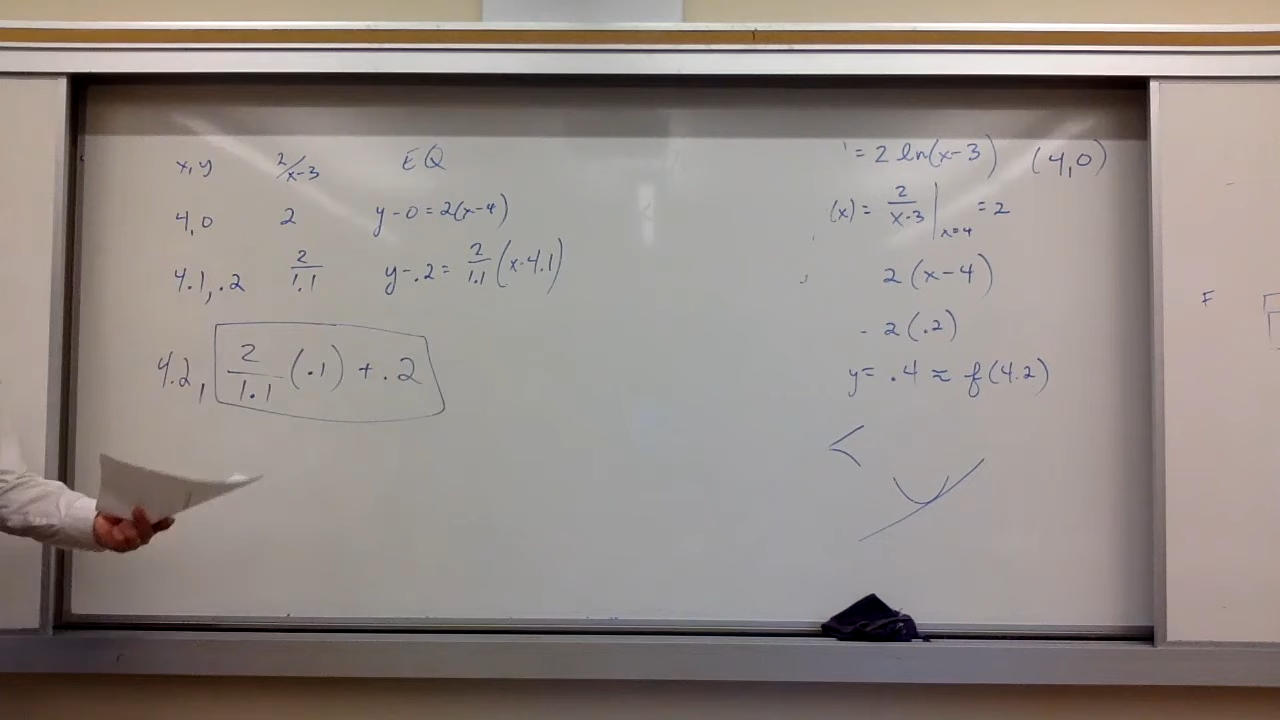 x, y 2/x-3 EQ
4,0 2 y-0=2(x-4)
4.1, .2 2/1.1 y-.2= 2/1.1 (x-4.1)
4.2, 2/1.1 (.1) + .2
= 2 ln(x-3) (4,0)
(x) = 2/x-3 | x=4 = 2
2(x-4)
2(.2)
y= .4 ≈ f(4.2)
<
F